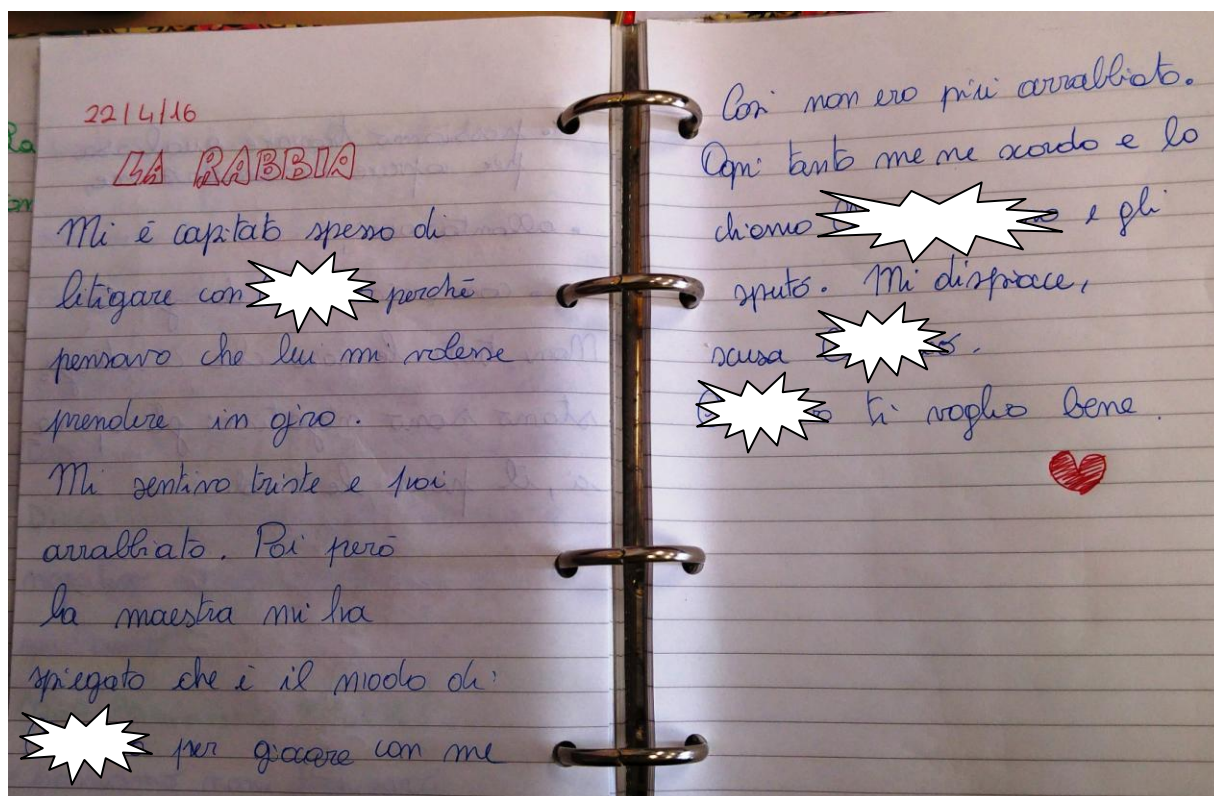 22/4/16
LA RABBIA
Mi è capitato spesso di
litigare con perché
pensavo che lui mi volesse
prendere in giro.
Mi sentivo triste e poi
arrabbiato. Poi però
la maestra mi ha
spiegato che è il modo di
per giocare con me
Così non ero più arrabbiato.
Ogni tanto me ne scordo e lo
chiamo e gli
sputo. Mi dispiace,
scusa .
ti voglio bene.